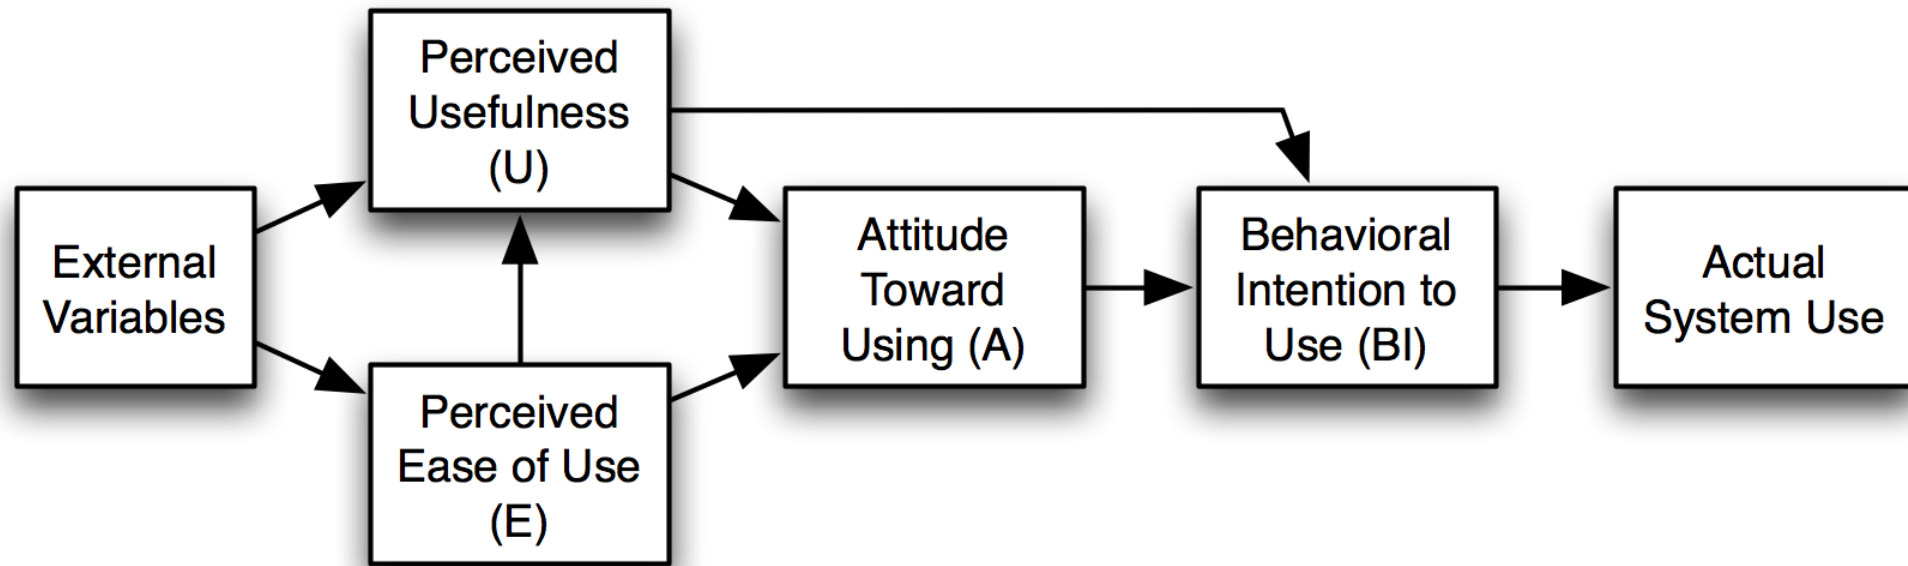 External
Variables
Perceived
Usefulness
(U)
Perceived
Ease of Use
(E)
Attitude
Toward
Using (A)
Behavioral
Intention to
Use (BI)
Actual
System Use